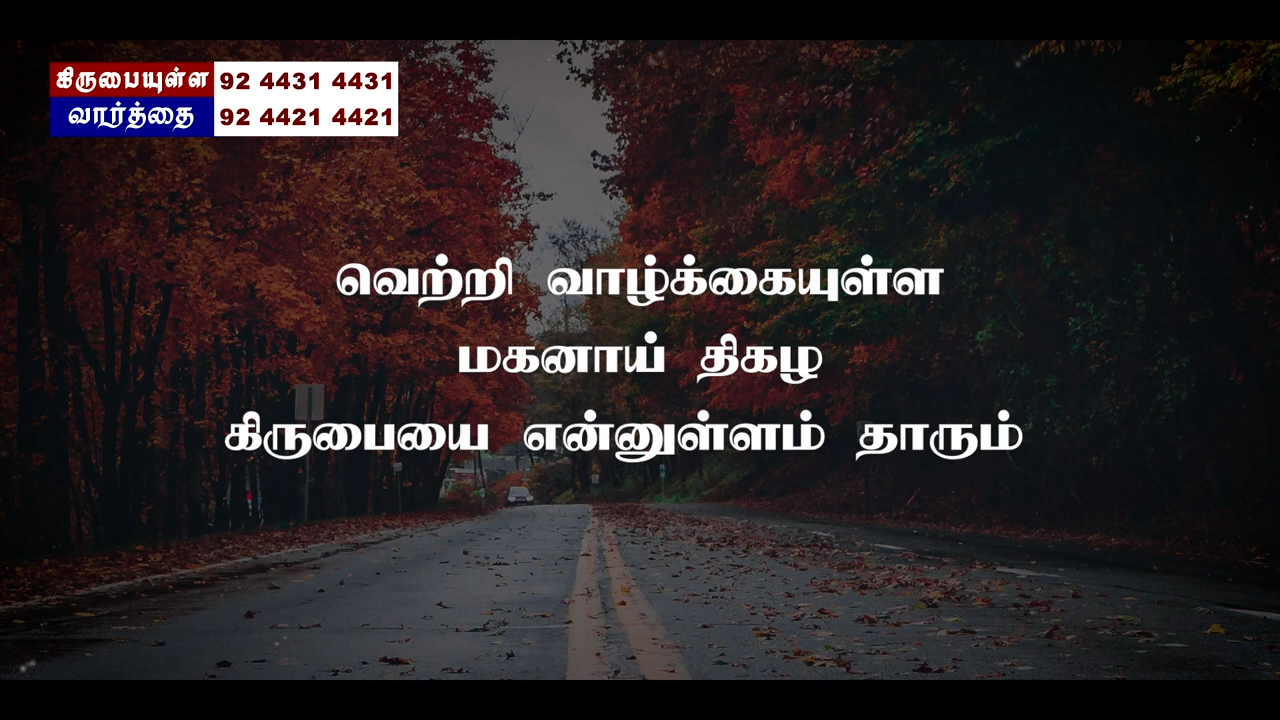 கிருபையுள்ள 92 4431 4431
வார்த்தை 92 4421 4421
வெற்றி வாழ்க்கையுள்ள
மகனாய் திகழ
கிருபையை என்னுள்ளம் தாரும்